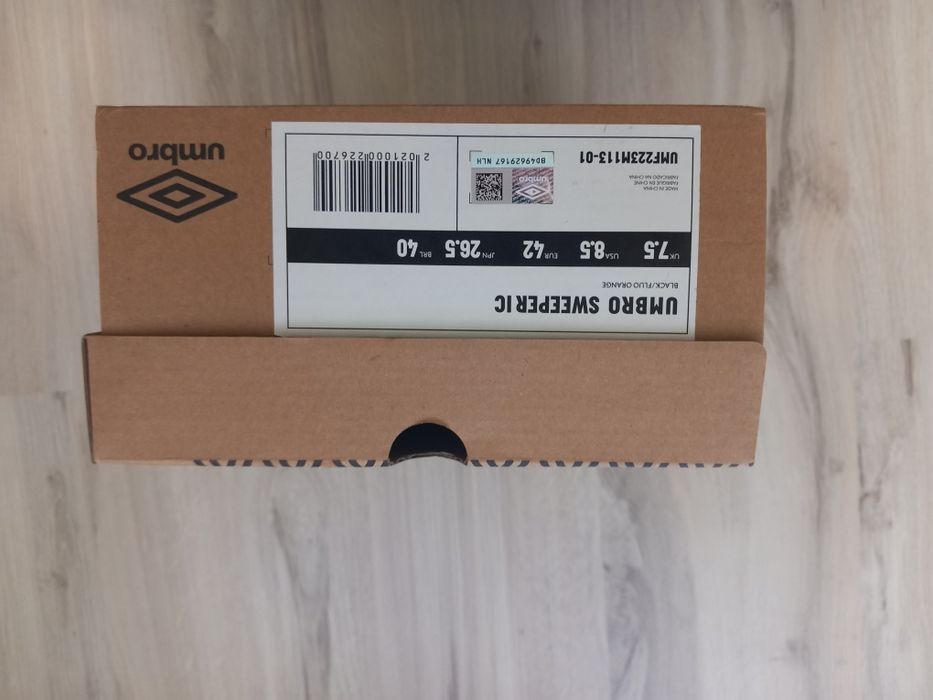 UMBRO SWEEPER IC
BLACK/FLUO ORANGE
UK 7.5 USA 8.5 EUR 42 JPN 26.5 BRL 40
MADE IN CHINA
FABRIQUE EN CHINE
FABRICADO NA CHINA
UMF223M113-01
umbro
BD49629167 NLH
2 021000 226700
umbro